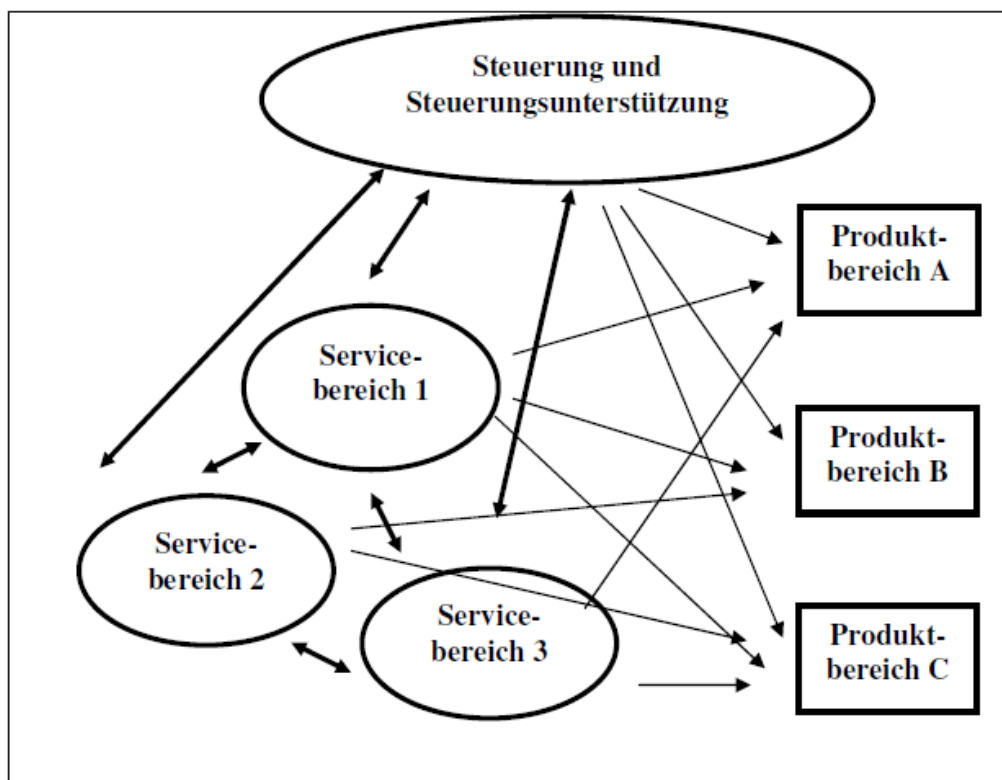 Steuerung und
Steuerungsunterstützung
Produkt-
bereich A
Service-
bereich 1
Produkt-
bereich B
Service-
bereich 2
Service-
bereich 3
Produkt-
bereich C